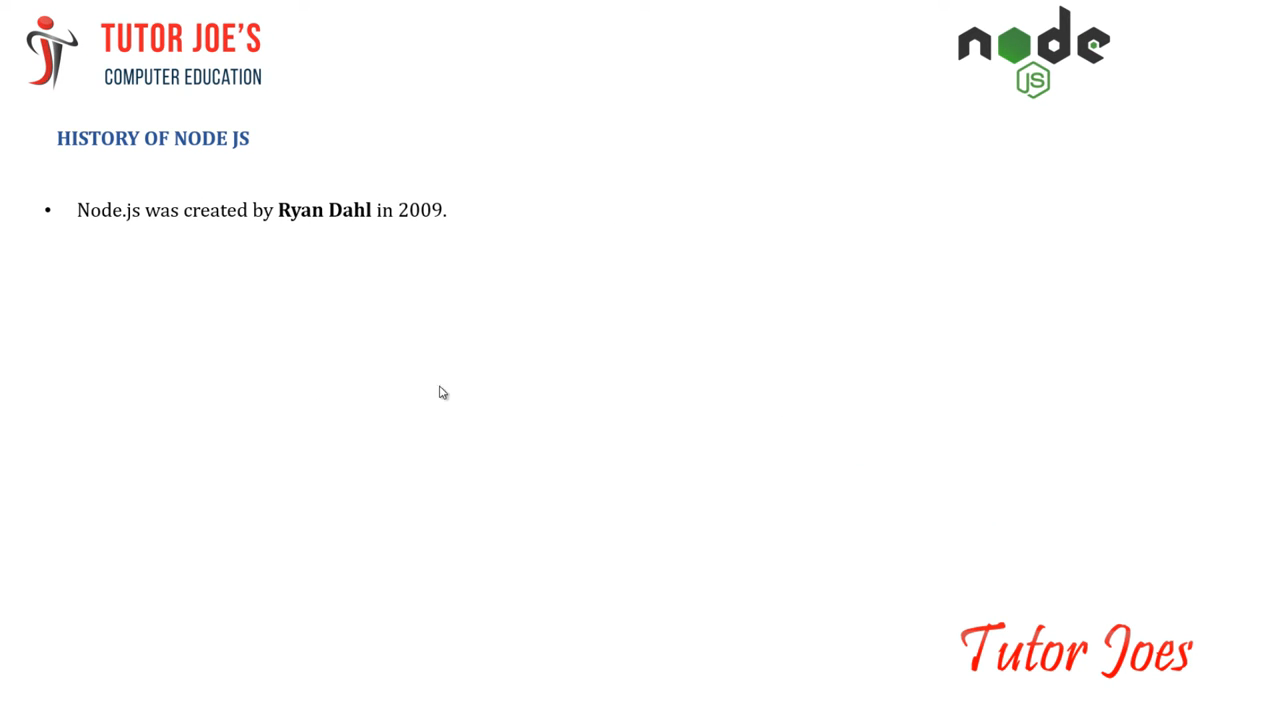 TUTOR JOE'S
COMPUTER EDUCATION
node
JS
HISTORY OF NODE JS
• Node.js was created by Ryan Dahl in 2009.
Tutor Joes